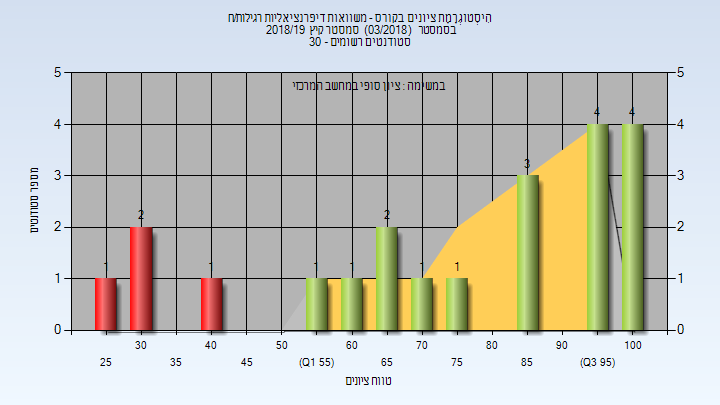 היסטוגרמת ציונים בקורס - משוואות דיפרנציאליות רגילות/ח
בסמסטר (03/2018) סמסטר קיץ 2018/19
סטודנטים רשומים - 30
במשימה : ציון סופי במחשב המרכזי
מספר סטודנטים
5 5
4 4
3 3
2 2
1 1
0 0
1 2 1 1 1 2 1 1 3 4 4
30 40 50 60 70 80 90 100
25 35 45 (Q1 55) 65 75 85 (Q3 95)
טווח ציונים